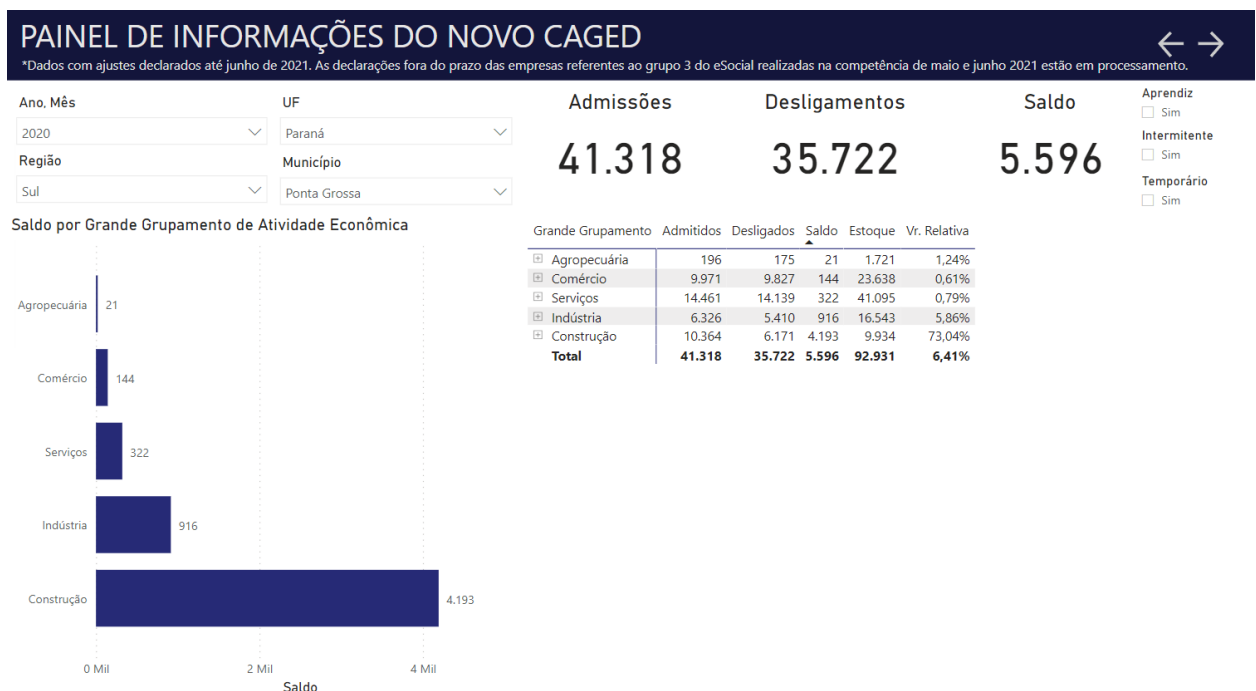 PAINEL DE INFORMAÇÕES DO NOVO CAGED
*Dados com ajustes declarados até junho de 2021. As declarações fora do prazo das empresas referentes ao grupo 3 do eSocial realizadas na competência de maio e junho 2021 estão em processamento.
Ano, Mês
2020
UF
Paraná
Região
Sul
Município
Ponta Grossa
Admissões
41.318
Desligamentos
35.722
Saldo
5.596
Aprendiz
Sim
Intermitente
Sim
Temporário
Sim
Saldo por Grande Grupamento de Atividade Econômica
Agropecuária 21
Comércio 144
Serviços 322
Indústria 916
Construção 4.193
0 Mil 2 Mil 4 Mil
Saldo
Grande Grupamento Admitidos Desligados Saldo Estoque Vr. Relativa
Agropecuária 196 175 21 1.721 1,24%
Comércio 9.971 9.827 144 23.638 0,61%
Serviços 14.461 14.139 322 41.095 0,79%
Indústria 6.326 5.410 916 16.543 5,86%
Construção 10.364 6.171 4.193 9.934 73,04%
Total 41.318 35.722 5.596 92.931 6,41%